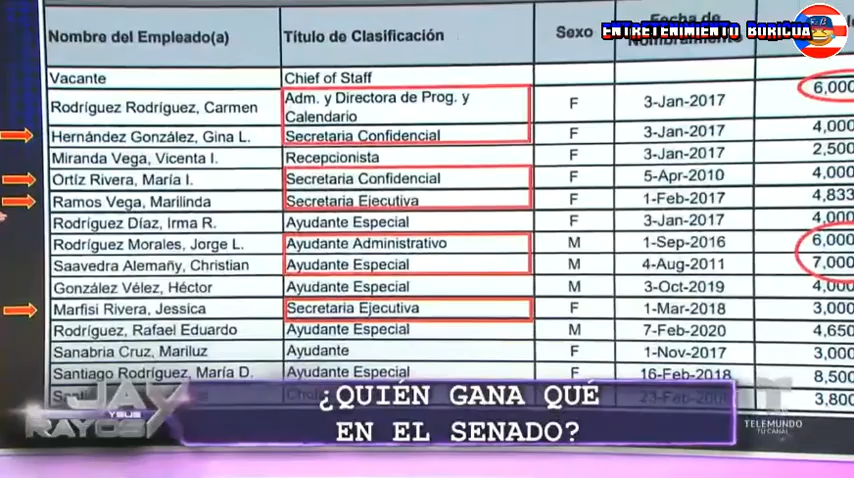 ENTRETENIMIENTO BORICUA
Nombre del Empleado(a) Título de Clasificación Sexo Fecha de Nombramiento
Vacante Chief of Staff
Rodríguez Rodríguez, Carmen Adm. y Directora de Prog. y Calendario F 3-Jan-2017 6,000
Hernández González, Gina L. Secretaria Confidencial F 3-Jan-2017 4,000
Miranda Vega, Vicenta I. Recepcionista F 3-Jan-2017 2,500
Ortíz Rivera, María I. Secretaria Confidencial F 5-Apr-2010 4,000
Ramos Vega, Marilinda Secretaria Ejecutiva F 1-Feb-2017 4,833
Rodríguez Díaz, Irma R. Ayudante Especial F 3-Jan-2017 4,000
Rodríguez Morales, Jorge L. Ayudante Administrativo M 1-Sep-2016 6,000
Saavedra Alemañy, Christian Ayudante Especial M 4-Aug-2011 7,000
González Vélez, Héctor Ayudante Especial M 3-Oct-2019 4,000
Marfisi Rivera, Jessica Secretaria Ejecutiva F 1-Mar-2018 3,000
Rodríguez, Rafael Eduardo Ayudante Especial M 7-Feb-2020 4,650
Sanabria Cruz, Mariluz Ayudante F 1-Nov-2017 3,000
Santiago Rodríguez, María D. Ayudante Especial F 16-Feb-2018 8,500
3,800
JAY
Y SUS
RAYOS X
¿QUIÉN GANA QUÉ
EN EL SENADO?
TELEMUNDO
TU CANAL